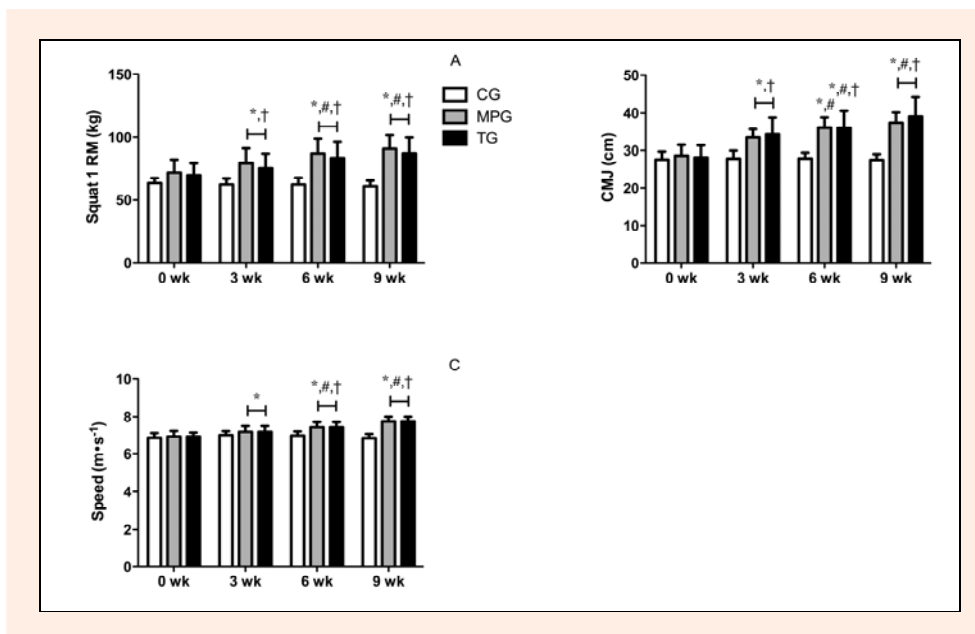 A
Squat 1 RM (kg)
150
100
50
0
*,†
*,#,†
*,#,†
0 wk
3 wk
6 wk
9 wk
CG
MPG
TG
CMJ (cm)
50
40
30
20
10
0
*,†
*,#
*,#,†
*,#,†
0 wk
3 wk
6 wk
9 wk
C
Speed (m•s⁻¹)
10
8
6
4
2
0
*
*,#,†
*,#,†
0 wk
3 wk
6 wk
9 wk